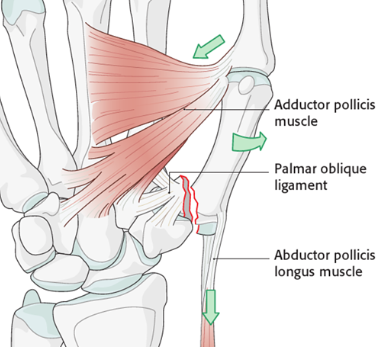 Adductor pollicis
muscle
Palmar oblique
ligament
Abductor pollicis
longus muscle